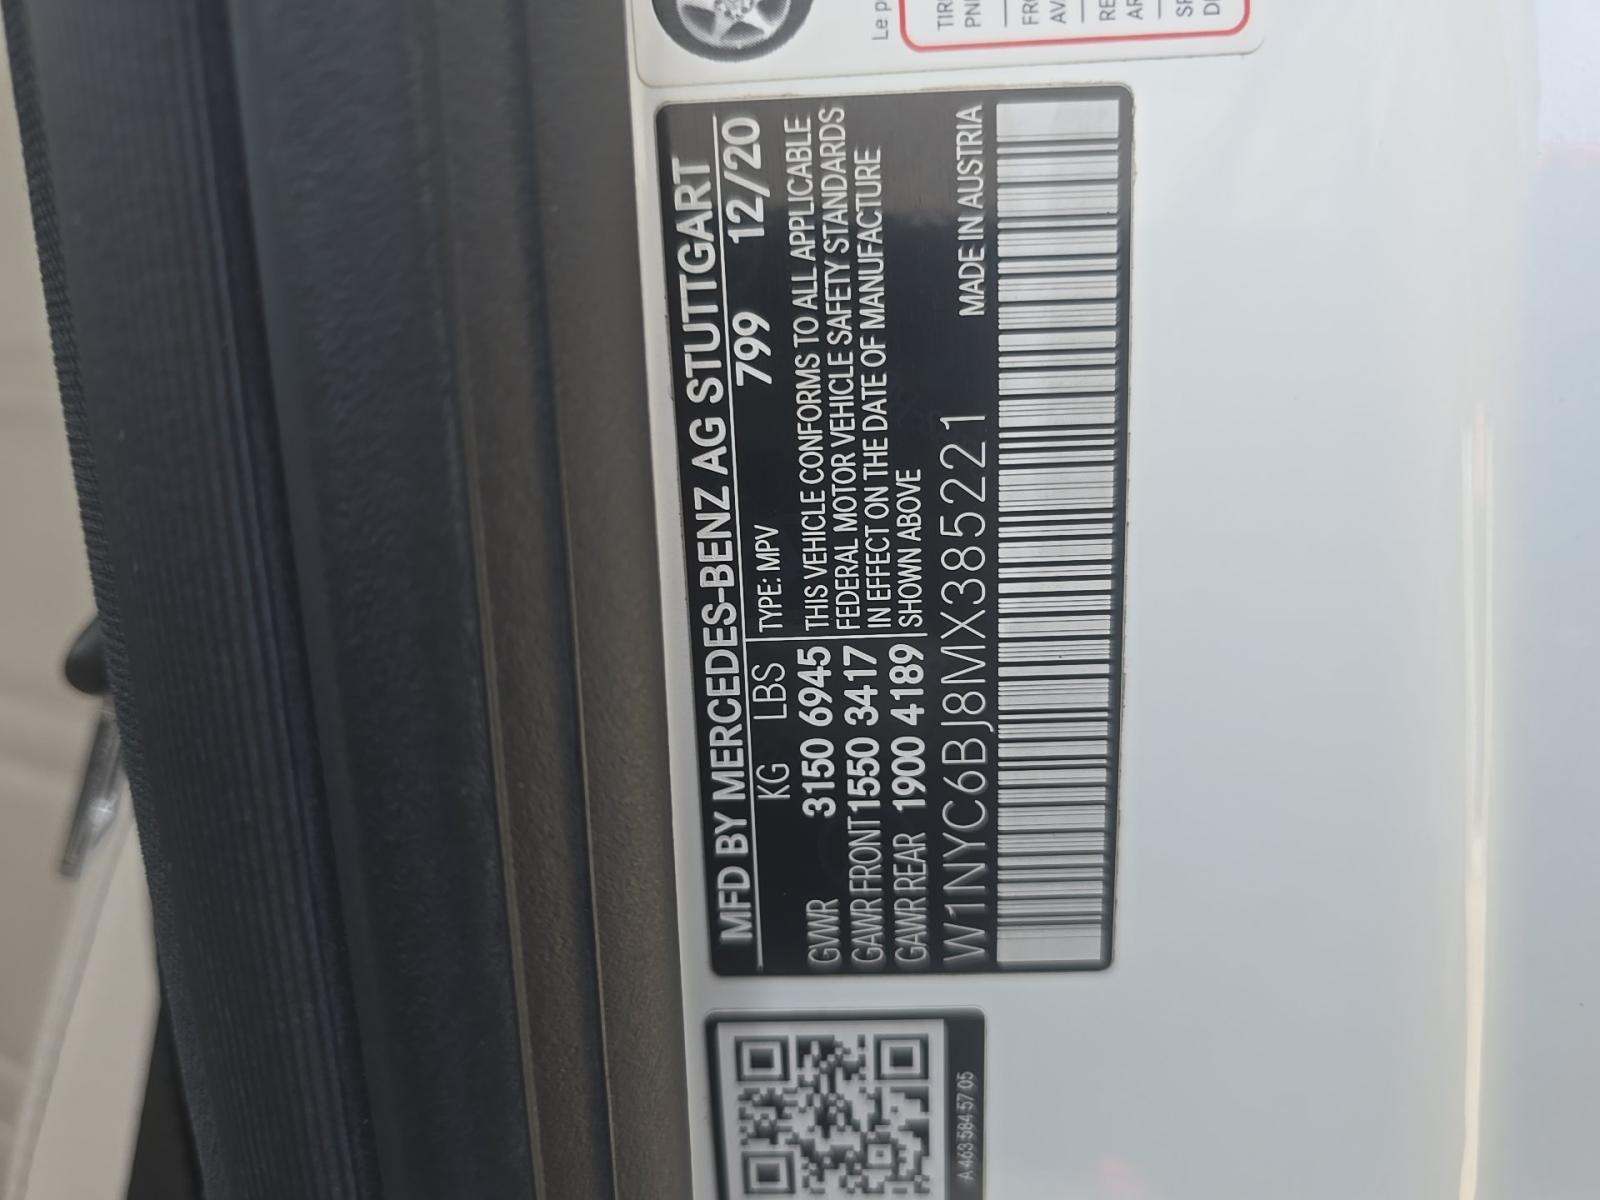 MFD BY MERCEDES-BENZ AG STUTTGART
KG LBS TYPE: MPV 799 12/20
GVWR 3150 6945 THIS VEHICLE CONFORMS TO ALL APPLICABLE
GAWR FRONT 1550 3417 FEDERAL MOTOR VEHICLE SAFETY STANDARDS
GAWR REAR 1900 4189 IN EFFECT ON THE DATE OF MANUFACTURE
SHOWN ABOVE
W1NYC6BJ8MX385221 MADE IN AUSTRIA
A 463 584 57 05
Le p